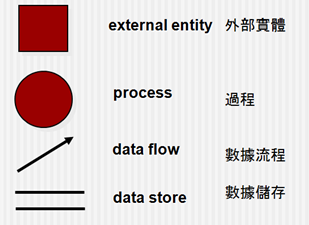 external entity 外部實體
process 過程
data flow 數據流程
data store 數據儲存